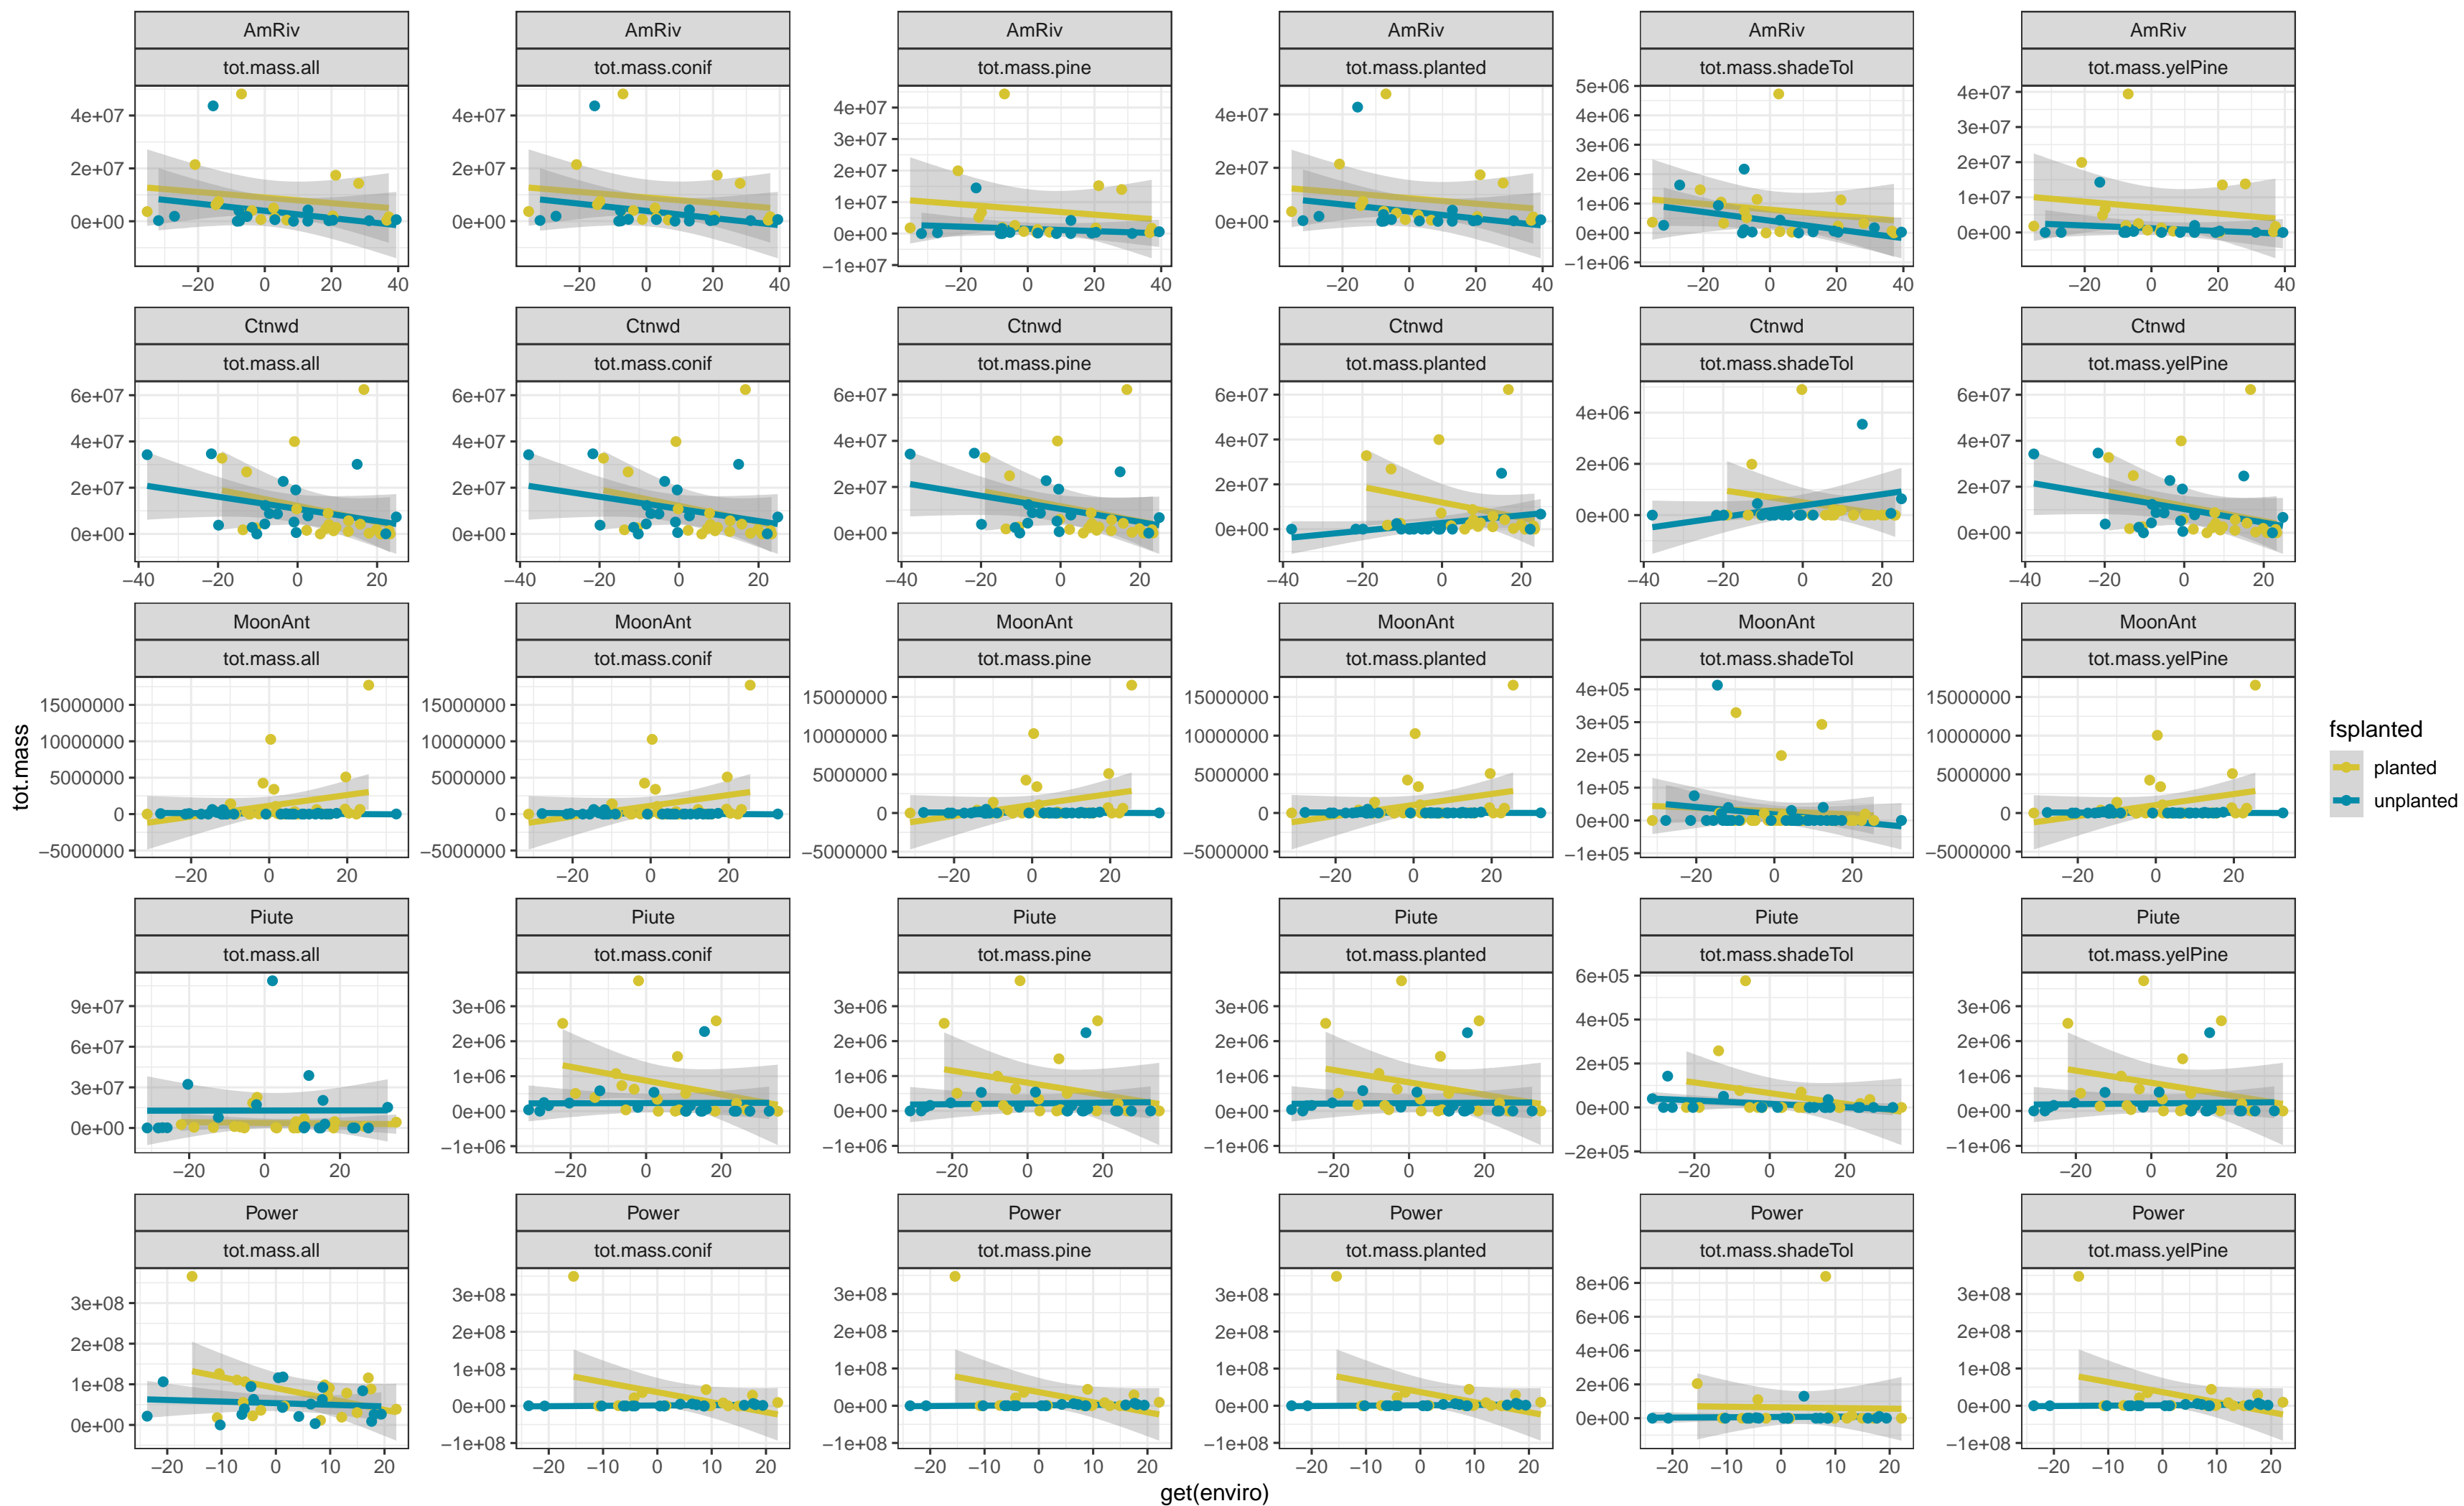 AmRiv AmRiv AmRiv AmRiv AmRiv AmRiv
tot.mass.all tot.mass.conif tot.mass.pine tot.mass.planted tot.mass.shadeTol tot.mass.yelPine
4e+07 2e+07 0e+00
4e+07 2e+07 0e+00
4e+07 3e+07 2e+07 1e+07 0e+00 −1e+07
4e+07 2e+07 0e+00
5e+06 4e+06 3e+06 2e+06 1e+06 0e+00 −1e+06
4e+07 3e+07 2e+07 1e+07 0e+00
−20 0 20 40 −20 0 20 40 −20 0 20 40 −20 0 20 40 −20 0 20 40 −20 0 20 40
Ctnwd Ctnwd Ctnwd Ctnwd Ctnwd Ctnwd
tot.mass.all tot.mass.conif tot.mass.pine tot.mass.planted tot.mass.shadeTol tot.mass.yelPine
6e+07 4e+07 2e+07 0e+00
6e+07 4e+07 2e+07 0e+00
6e+07 4e+07 2e+07 0e+00
6e+07 4e+07 2e+07 0e+00
4e+06 2e+06 0e+00
6e+07 4e+07 2e+07 0e+00
−40 −20 0 20 −40 −20 0 20 −40 −20 0 20 −40 −20 0 20 −40 −20 0 20 −40 −20 0 20
MoonAnt MoonAnt MoonAnt MoonAnt MoonAnt MoonAnt
tot.mass.all tot.mass.conif tot.mass.pine tot.mass.planted tot.mass.shadeTol tot.mass.yelPine
15000000 10000000 5000000 0 −5000000
15000000 10000000 5000000 0 −5000000
15000000 10000000 5000000 0 −5000000
15000000 10000000 5000000 0 −5000000
4e+05 3e+05 2e+05 1e+05 0e+00 −1e+05
15000000 10000000 5000000 0 −5000000
−20 0 20 −20 0 20 −20 0 20 −20 0 20 −20 0 20 −20 0 20
Piute Piute Piute Piute Piute Piute
tot.mass.all tot.mass.conif tot.mass.pine tot.mass.planted tot.mass.shadeTol tot.mass.yelPine
9e+07 6e+07 3e+07 0e+00
3e+06 2e+06 1e+06 0e+00 −1e+06
3e+06 2e+06 1e+06 0e+00 −1e+06
3e+06 2e+06 1e+06 0e+00 −1e+06
6e+05 4e+05 2e+05 0e+00 −2e+05
3e+06 2e+06 1e+06 0e+00 −1e+06
−20 0 20 −20 0 20 −20 0 20 −20 0 20 −20 0 20 −20 0 20
Power Power Power Power Power Power
tot.mass.all tot.mass.conif tot.mass.pine tot.mass.planted tot.mass.shadeTol tot.mass.yelPine
3e+08 2e+08 1e+08 0e+00
3e+08 2e+08 1e+08 0e+00 −1e+08
3e+08 2e+08 1e+08 0e+00 −1e+08
3e+08 2e+08 1e+08 0e+00 −1e+08
8e+06 6e+06 4e+06 2e+06 0e+00
3e+08 2e+08 1e+08 0e+00 −1e+08
−20 −10 0 10 20 −20 −10 0 10 20 −20 −10 0 10 20 −20 −10 0 10 20 −20 −10 0 10 20 −20 −10 0 10 20
get(enviro)
tot.mass
fsplanted
planted
unplanted